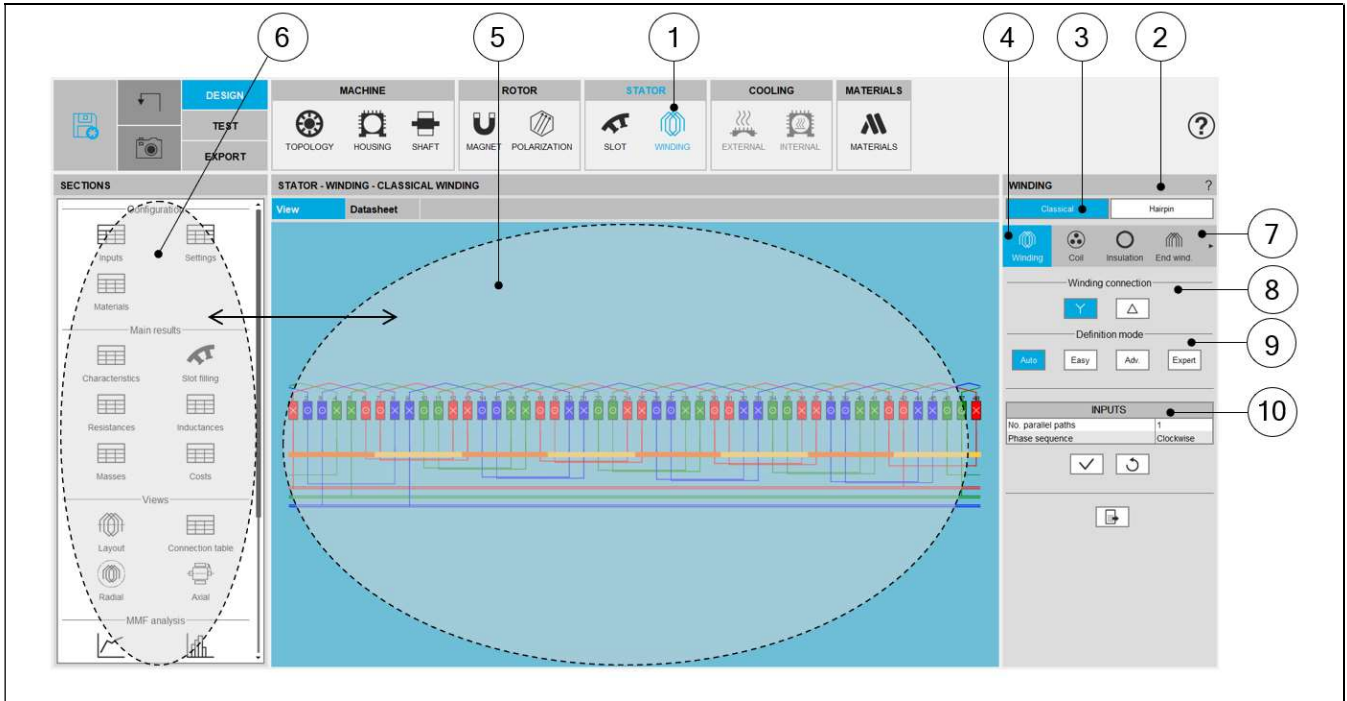 6 5 1 4 3 2
DESIGN
TEST
EXPORT
MACHINE ROTOR STATOR COOLING MATERIALS
TOPOLOGY HOUSING SHAFT MAGNET POLARIZATION SLOT WINDING EXTERNAL INTERNAL MATERIALS
?
SECTIONS
Configuration
Inputs Settings
Materials
Main results
Characteristics Slot filling
Resistances Inductances
Masses Costs
Views
Layout Connection table
Radial Axial
MMF analysis
STATOR - WINDING - CLASSICAL WINDING
View Datasheet
WINDING ?
Classical Hairpin
Winding Coil Insulation End wind.
7
Winding connection
8
Definition mode
9
Auto Easy Adv. Expert
INPUTS
10
No. parallel paths 1
Phase sequence Clockwise